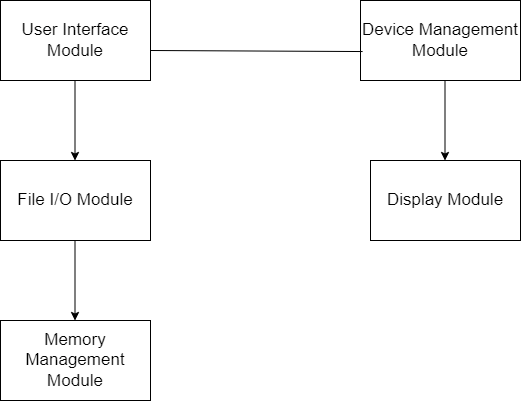 User Interface
Module
Device Management
Module
File I/O Module
Display Module
Memory
Management
Module